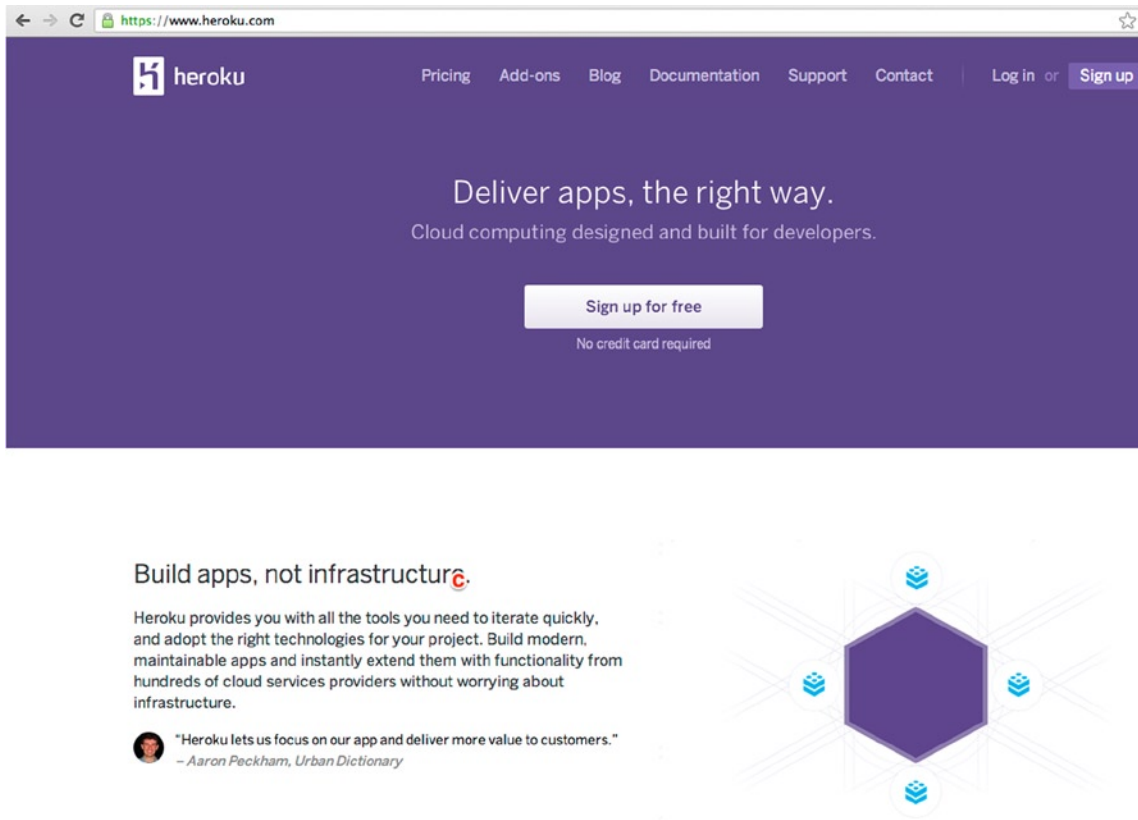 https://www.heroku.com
heroku Pricing Add-ons Blog Documentation Support Contact Log in or Sign up
Deliver apps, the right way.
Cloud computing designed and built for developers.
Sign up for free
No credit card required
Build apps, not infrastructure.
C
Heroku provides you with all the tools you need to iterate quickly,
and adopt the right technologies for your project. Build modern,
maintainable apps and instantly extend them with functionality from
hundreds of cloud services providers without worrying about
infrastructure.
"Heroku lets us focus on our app and deliver more value to customers."
– Aaron Peckham, Urban Dictionary